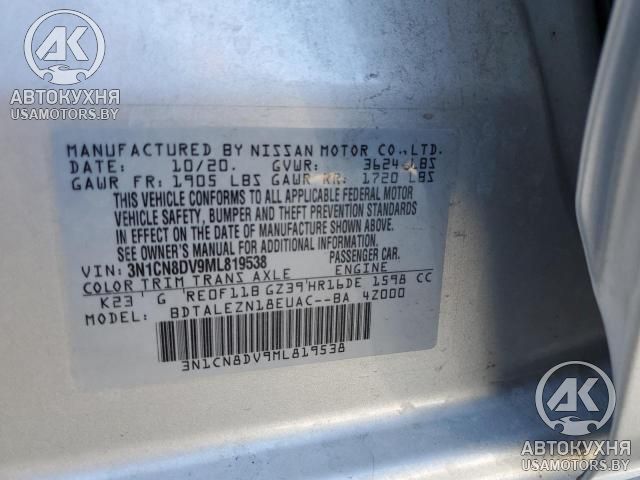 AK
АВТОКУХНЯ
USAMOTORS.BY
MANUFACTURED BY NISSAN MOTOR CO.,LTD.
DATE: 10/20. GVWR: 3624 LBS
GAWR FR: 1905 LBS GAWR RR: 1720 LBS
THIS VEHICLE CONFORMS TO ALL APPLICABLE FEDERAL MOTOR
VEHICLE SAFETY, BUMPER AND THEFT PREVENTION STANDARDS
IN EFFECT ON THE DATE OF MANUFACTURE SHOWN ABOVE.
SEE OWNER'S MANUAL FOR ADDITIONAL INFORMATION.
VIN: 3N1CN8DV9ML819538 PASSENGER CAR.
COLOR TRIM TRANS AXLE ENGINE
K23 G RE0F11B GZ39 HR16DE 1598 CC
MODEL: BDTALEZN18EUAC--BA 4Z000
3N1CN8DV9ML819538
AK
АВТОКУХНЯ
USAMOTORS.BY